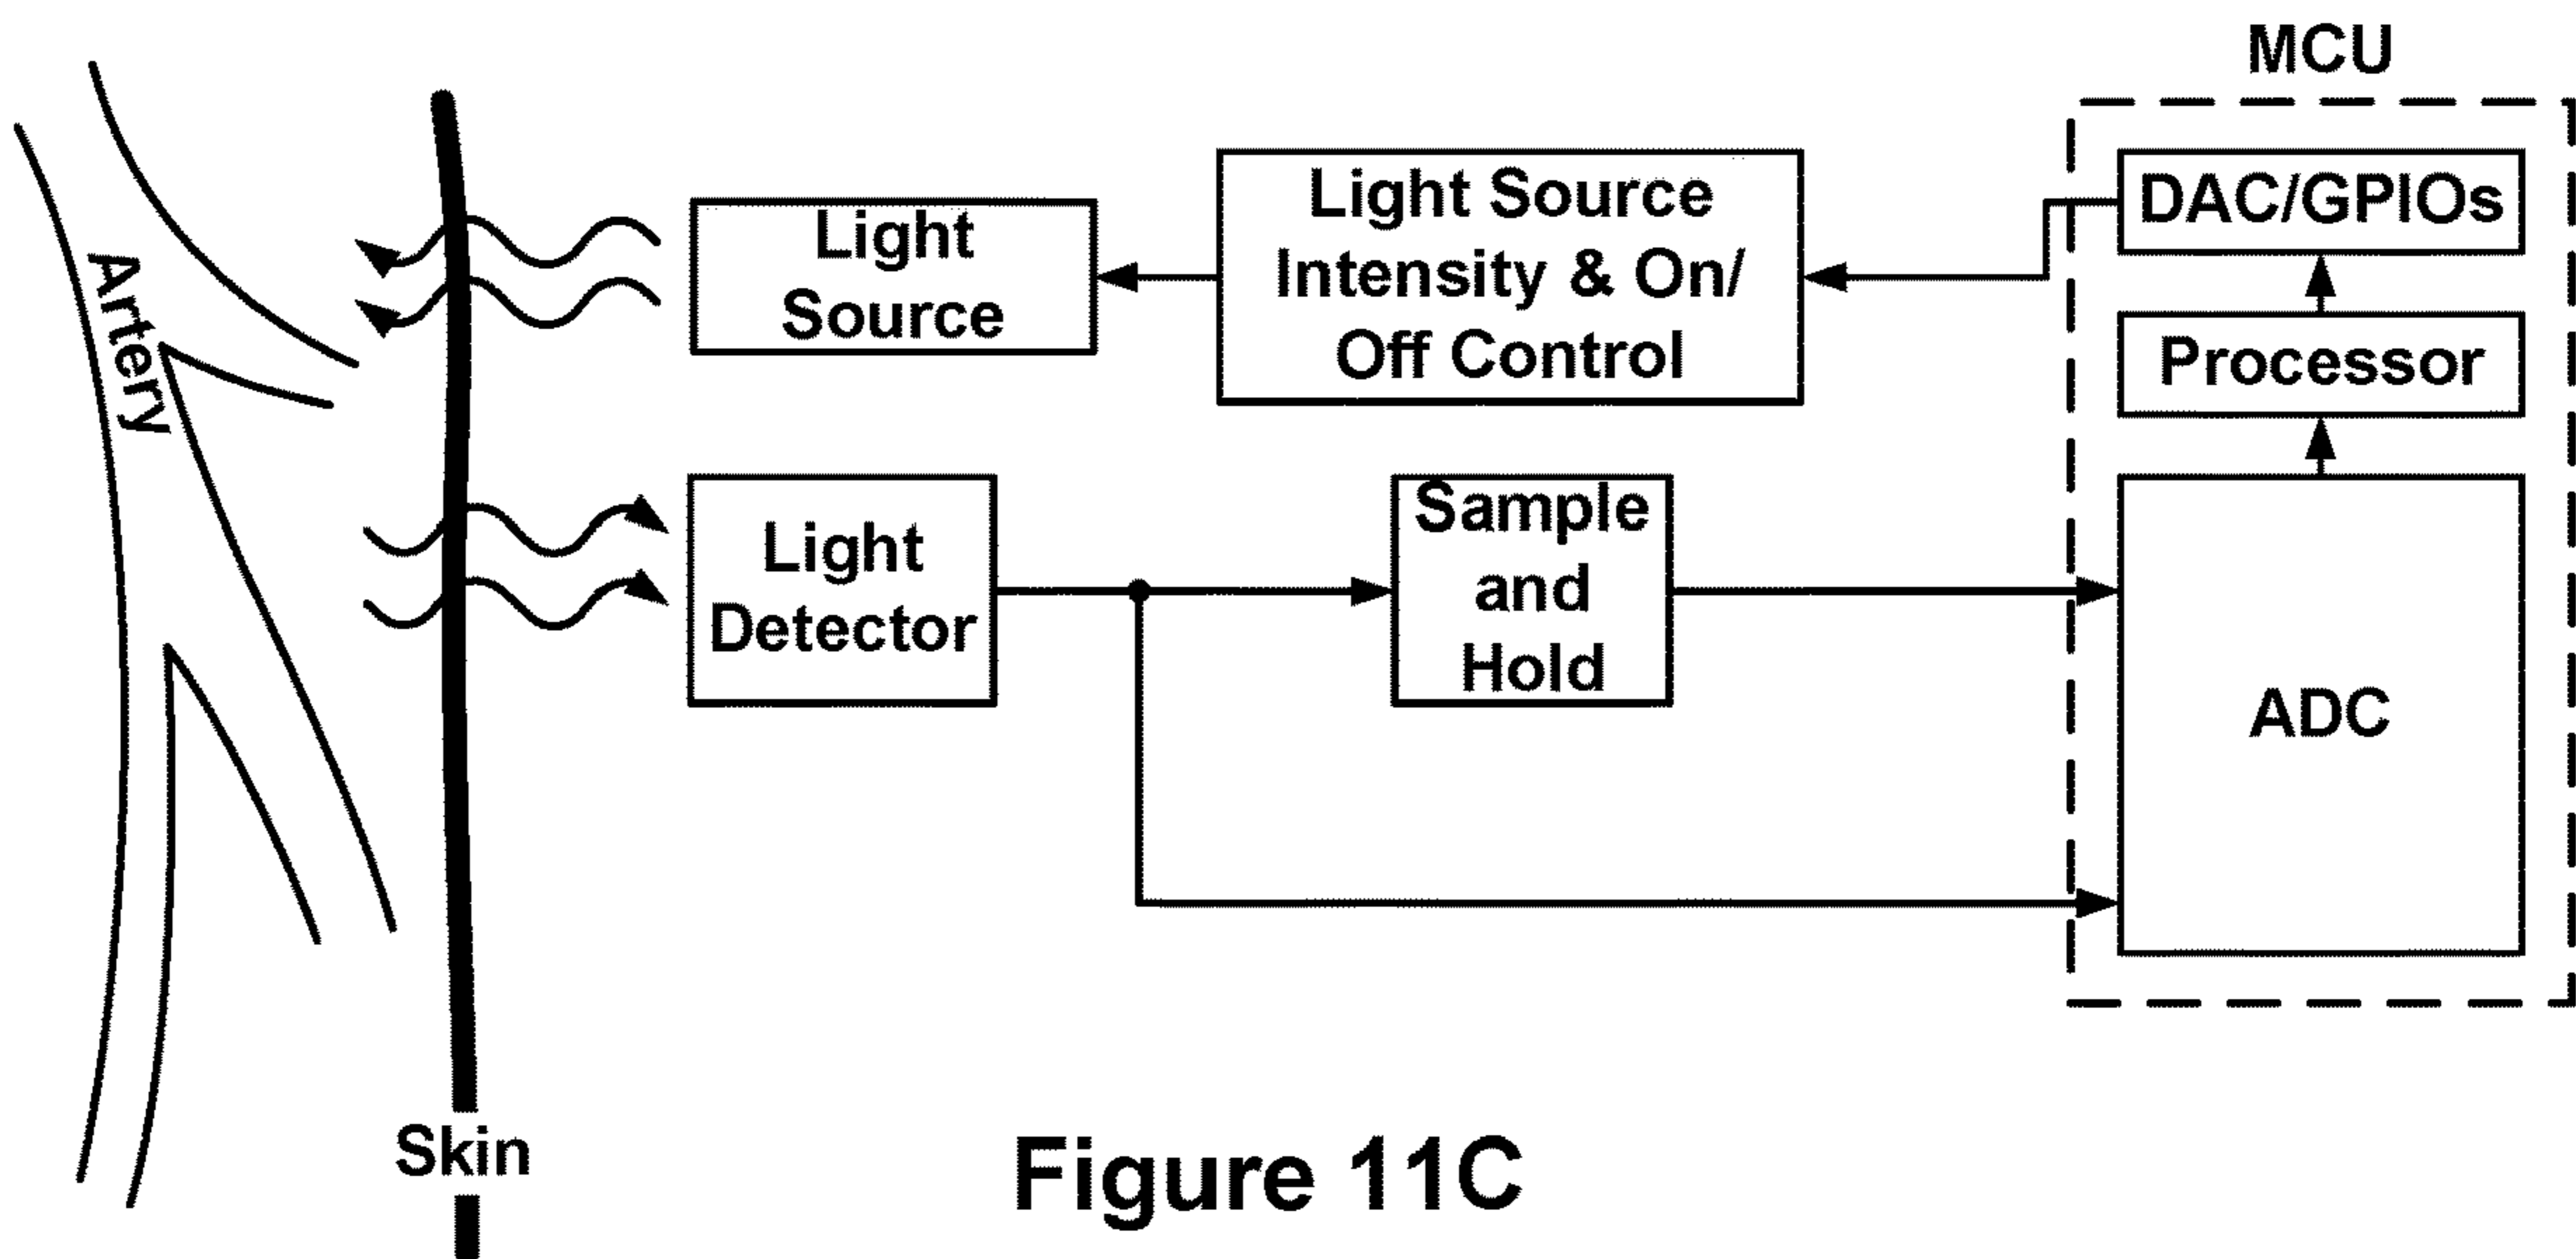 MCU
Light Source
Intensity & On/
Off Control
DAC/GPIOs
Light
Source
Processor
Artery
Light
Detector
Sample
and
Hold
ADC
Skin
Figure 11C